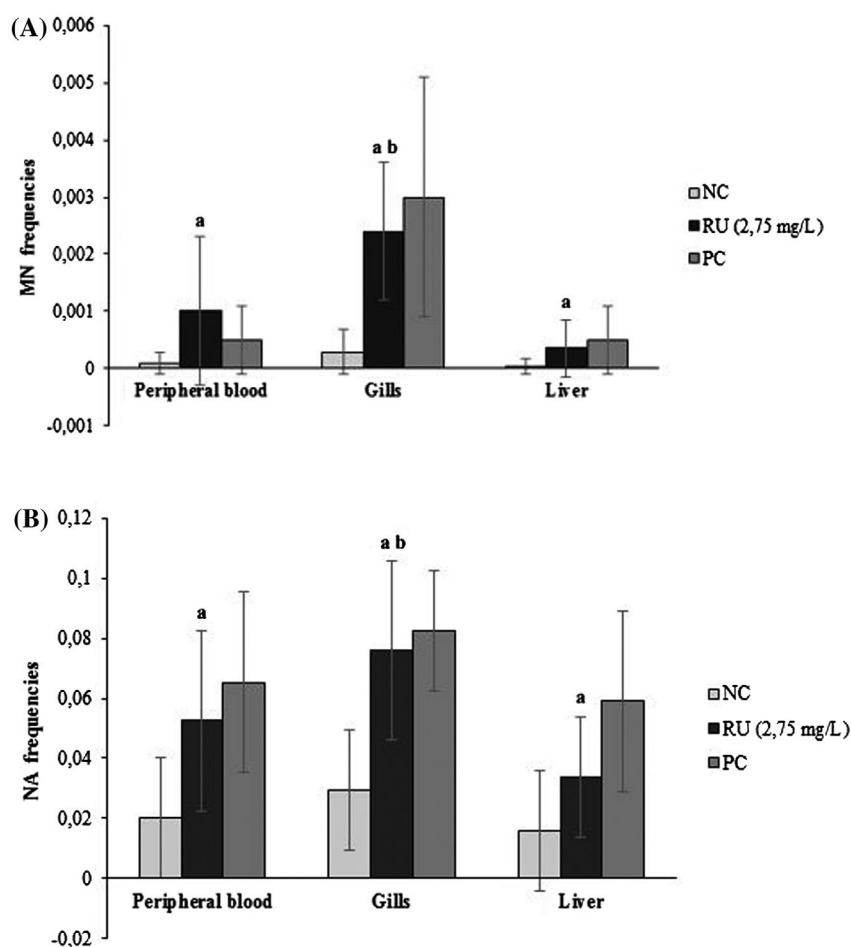 (A)
0,006
0,005
0,004
0,003
0,002
0,001
0
-0,001
MN frequencies
a
a b
a
Peripheral blood
Gills
Liver
NC
RU (2,75 mg/L)
PC
(B)
0,12
0,1
0,08
0,06
0,04
0,02
0
-0,02
NA frequencies
a
a b
a
Peripheral blood
Gills
Liver
NC
RU (2,75 mg/L)
PC